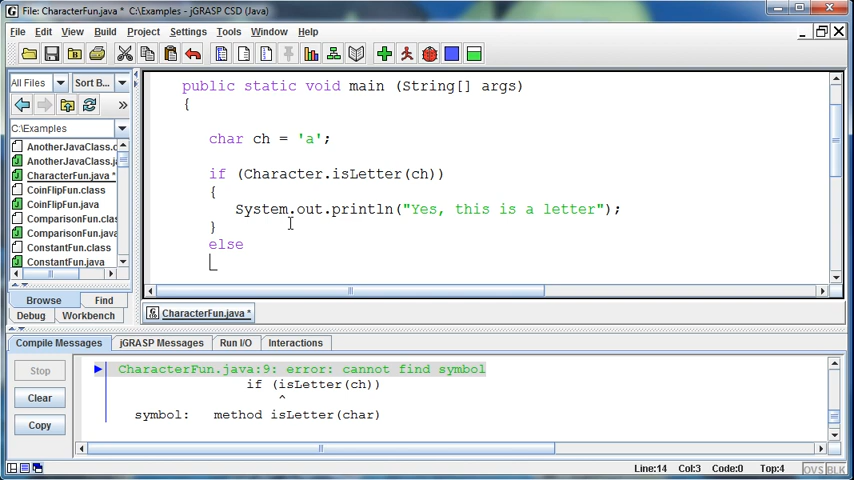 File: CharacterFun.java * C:\Examples - jGRASP CSD (Java)
File Edit View Build Project Settings Tools Window Help
All Files Sort B...
C:\Examples
AnotherJavaClass.c
AnotherJavaClass.ja
CharacterFun.java *
CoinFlipFun.class
CoinFlipFun.java
ComparisonFun.clas
ComparisonFun.java
ConstantFun.class
ConstantFun.java
Browse Find
Debug Workbench
public static void main (String[] args)
{
char ch = 'a';
if (Character.isLetter(ch))
{
System.out.println("Yes, this is a letter");
}
else
CharacterFun.java *
Compile Messages jGRASP Messages Run I/O Interactions
Stop
Clear
Copy
CharacterFun.java:9: error: cannot find symbol
if (isLetter(ch))
^
symbol: method isLetter(char)
Line:14 Col:3 Code:0 Top:4 OVS BLK